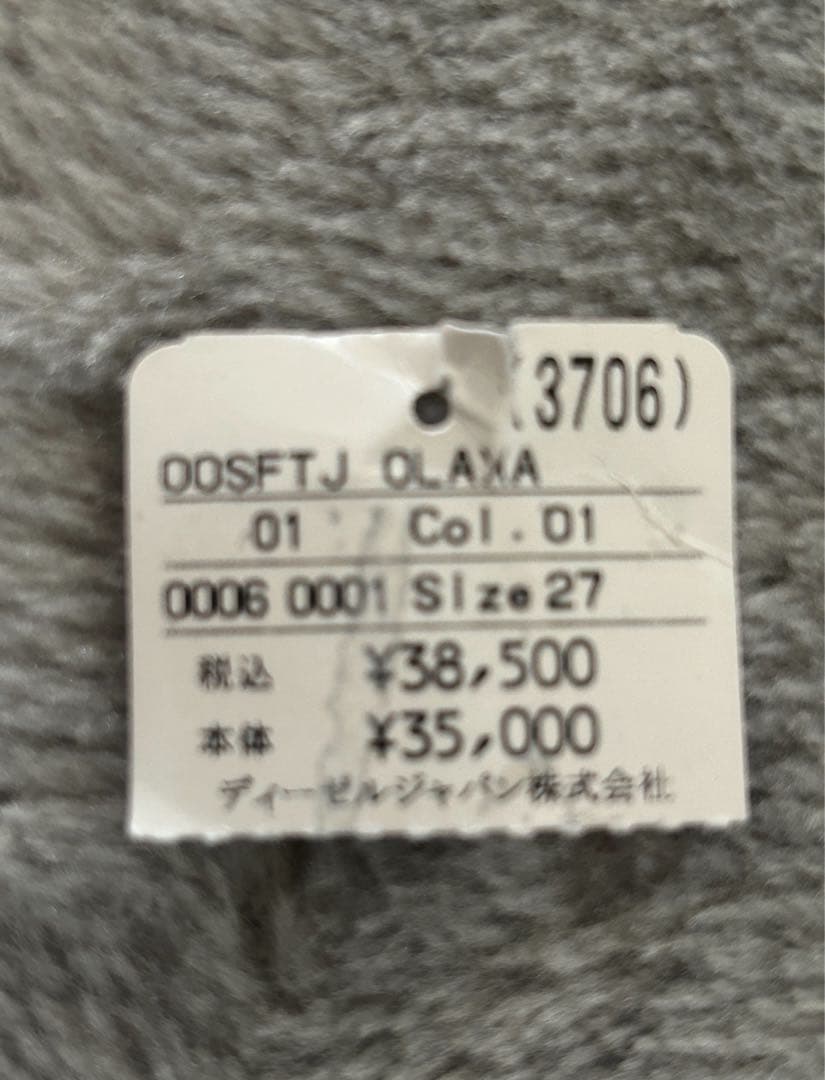 (3706)
00SFTJ 0LAXA
01 Col.01
0006 0001 Size 27
税込 ¥38,500
本体 ¥35,000
ディーゼルジャパン株式会社